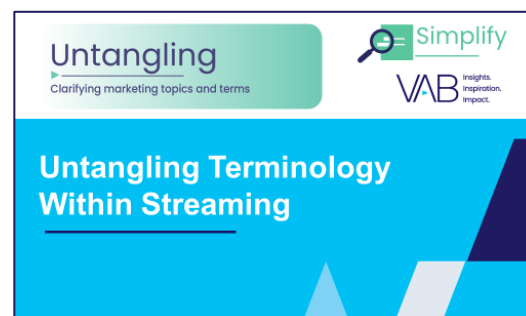 Untangling
Clarifying marketing topics and terms
Simplify
VAB
Insights.
Inspiration.
Impact.
Untangling Terminology
Within Streaming